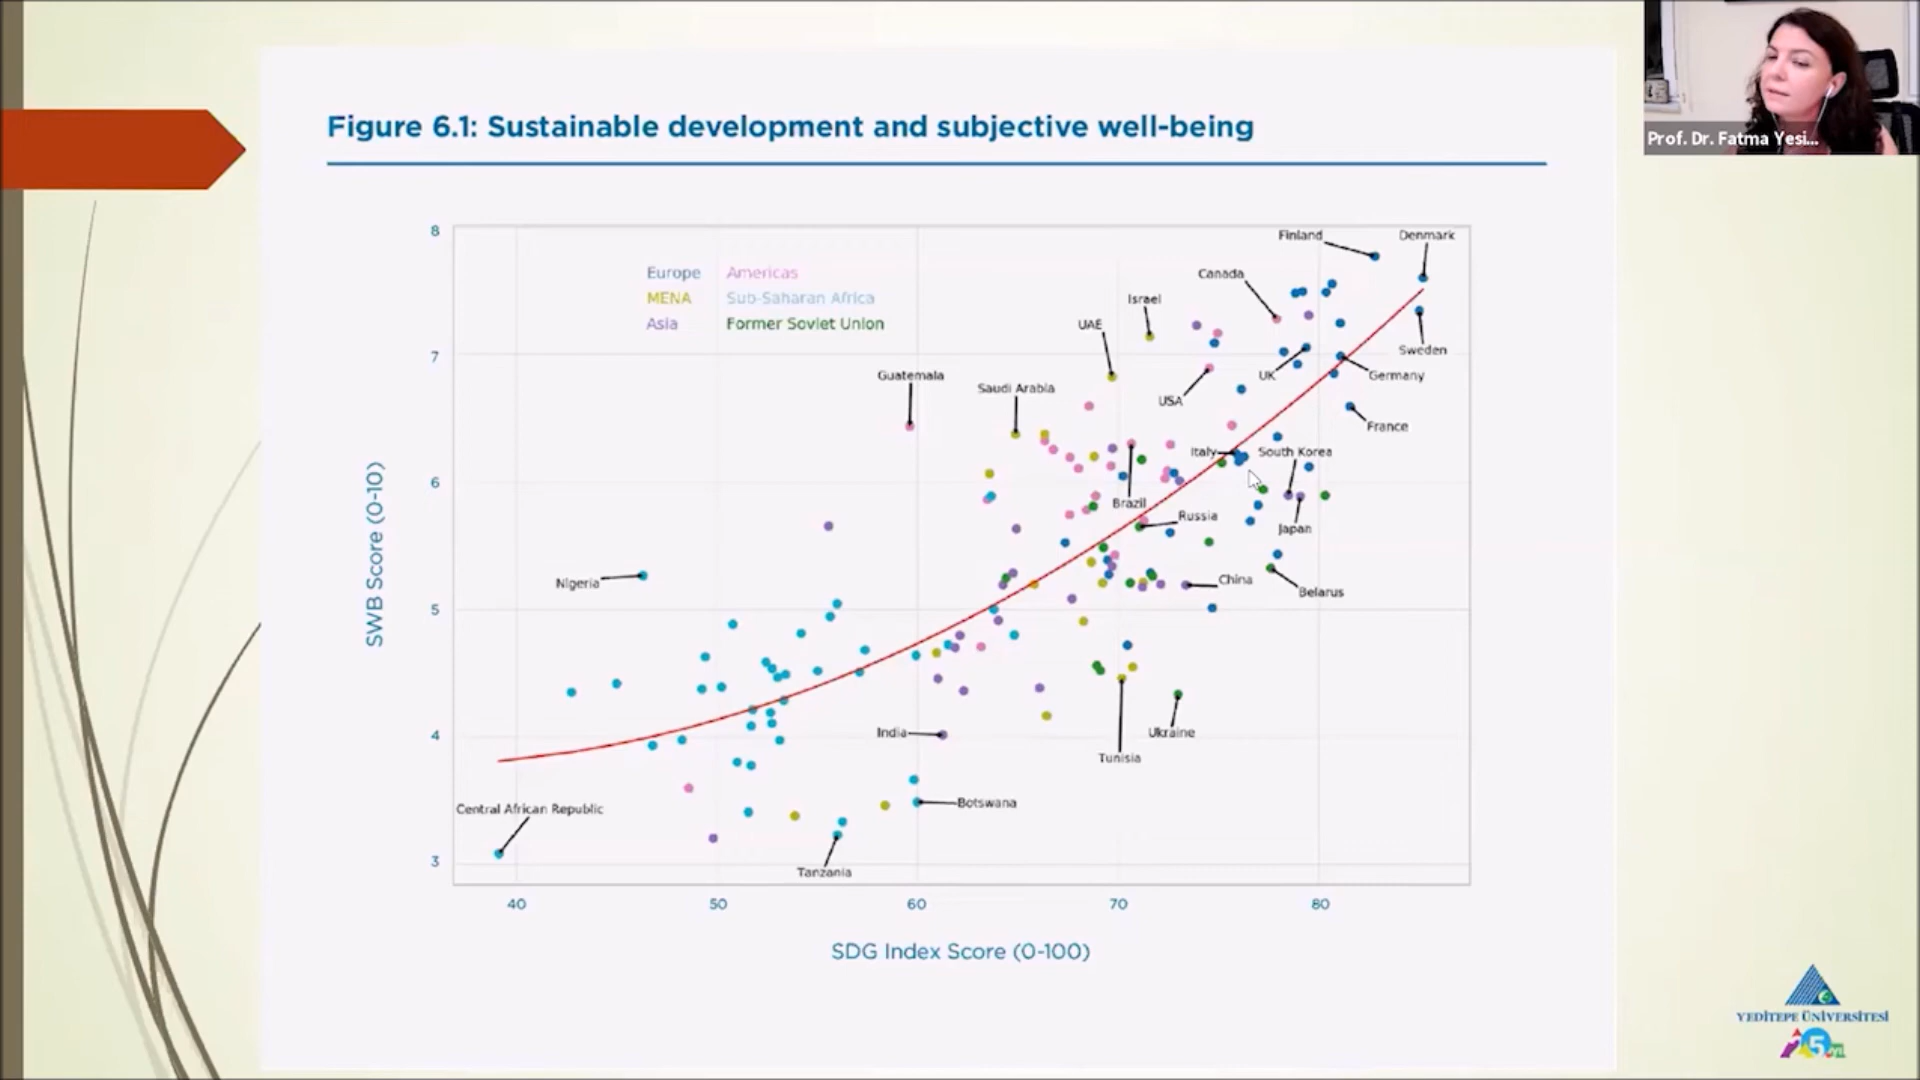 Prof. Dr. Fatma Yesi...
Figure 6.1: Sustainable development and subjective well-being
8
7
6
5
4
3
SWB Score (0-10)
Europe Americas
MENA Sub-Saharan Africa
Asia Former Soviet Union
Finland
Denmark
Canada
Israel
UAE
Sweden
Guatemala
Saudi Arabia
UK
Germany
USA
France
Italy
South Korea
Brazil
Russia
Japan
Nigeria
China
Belarus
India
Ukraine
Tunisia
Central African Republic
Botswana
Tanzania
40 50 60 70 80
SDG Index Score (0-100)
YEDİTEPE ÜNİVERSİTESİ